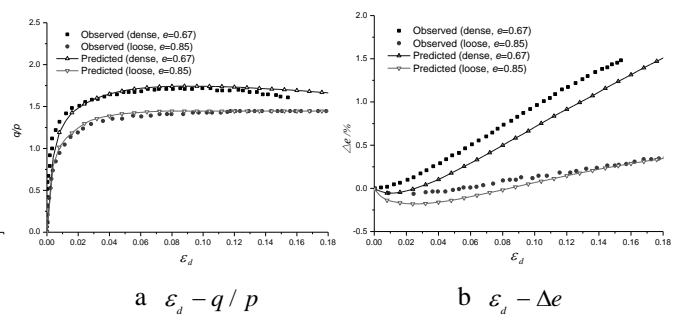 2.5
2.0
1.5
1.0
0.5
0.0
q/p
Observed (dense, e=0.67)
Observed (loose, e=0.85)
Predicted (dense, e=0.67)
Predicted (loose, e=0.85)
0.00 0.02 0.04 0.06 0.08 0.10 0.12 0.14 0.16 0.18
ε_d
a ε_d − q / p
2.0
1.5
1.0
0.5
0.0
-0.5
△e/%
Observed (dense, e=0.67)
Observed (loose, e=0.85)
Predicted (dense, e=0.67)
Predicted (loose, e=0.85)
0.00 0.02 0.04 0.06 0.08 0.10 0.12 0.14 0.16 0.18
ε_d
b ε_d − Δe